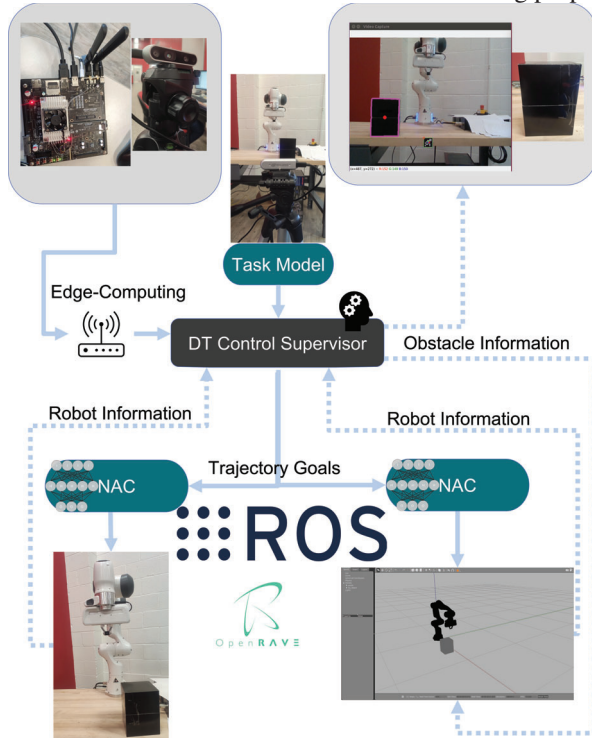 Task Model
Edge-Computing
DT Control Supervisor
Obstacle Information
Robot Information
Robot Information
Trajectory Goals
NAC
NAC
ROS
OpenRAVE